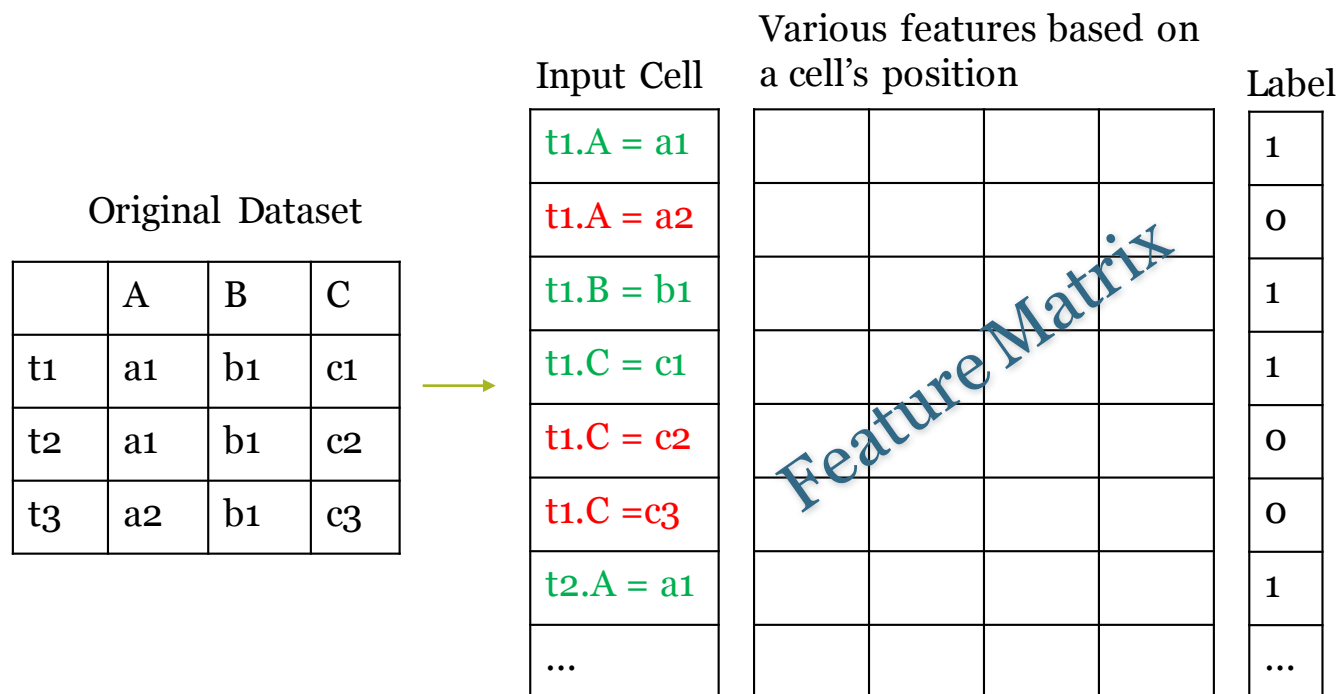 Original Dataset
A B C
t1 a1 b1 c1
t2 a1 b1 c2
t3 a2 b1 c3
Input Cell
t1.A = a1
t1.A = a2
t1.B = b1
t1.C = c1
t1.C = c2
t1.C =c3
t2.A = a1
...
Various features based on
a cell's position
Feature Matrix
Label
1
0
1
1
0
0
1
...